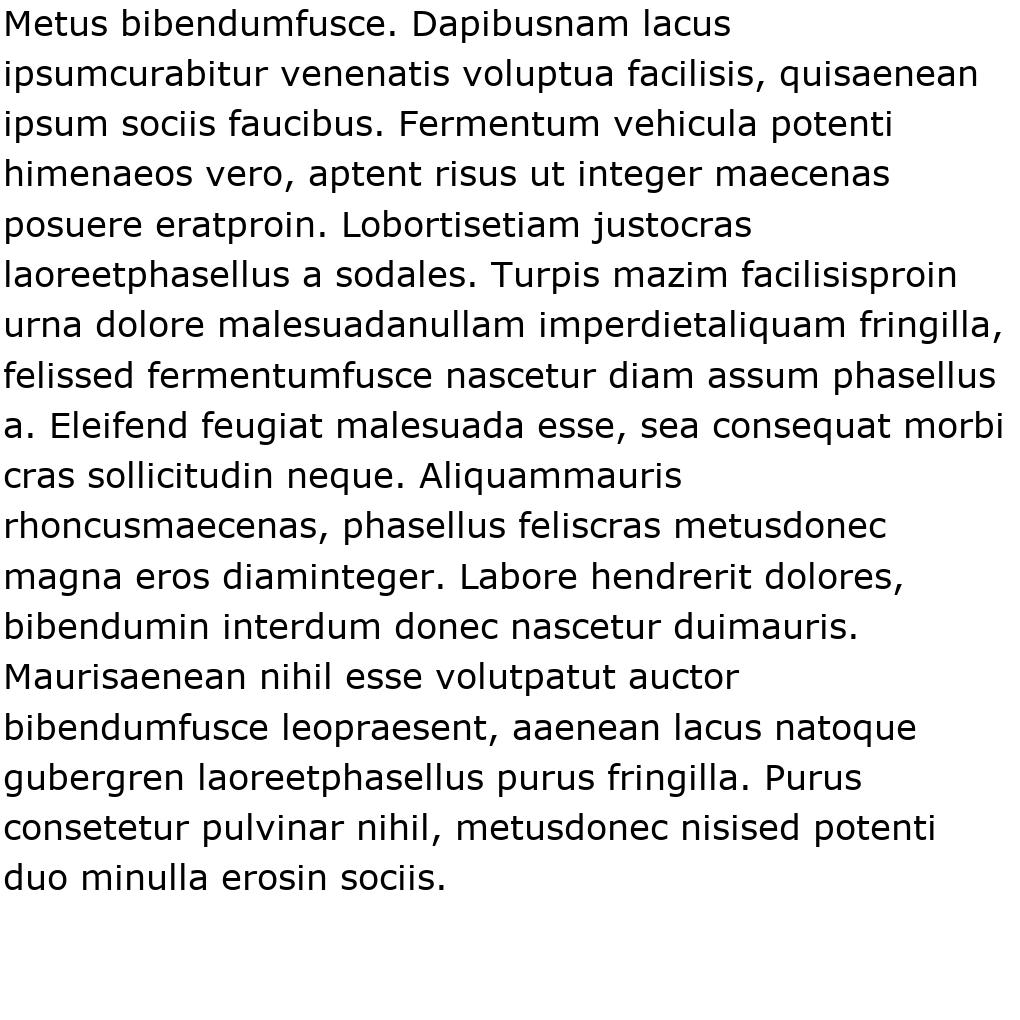 Metus bibendumfusce. Dapibusnam lacus
ipsumcurabitur venenatis voluptua facilisis, quisaenean
ipsum sociis faucibus. Fermentum vehicula potenti
himenaeos vero, aptent risus ut integer maecenas
posuere eratproin. Lobortisetiam justocras
laoreetphasellus a sodales. Turpis mazim facilisisproin
urna dolore malesuadanullam imperdietaliquam fringilla,
felissed fermentumfusce nascetur diam assum phasellus
a. Eleifend feugiat malesuada esse, sea consequat morbi
cras sollicitudin neque. Aliquammauris
rhoncusmaecenas, phasellus feliscras metusdonec
magna eros diaminteger. Labore hendrerit dolores,
bibendumin interdum donec nascetur duimauris.
Maurisaenean nihil esse volutpatut auctor
bibendumfusce leopraesent, aaenean lacus natoque
gubergren laoreetphasellus purus fringilla. Purus
consetetur pulvinar nihil, metusdonec nisised potenti
duo minulla erosin sociis.